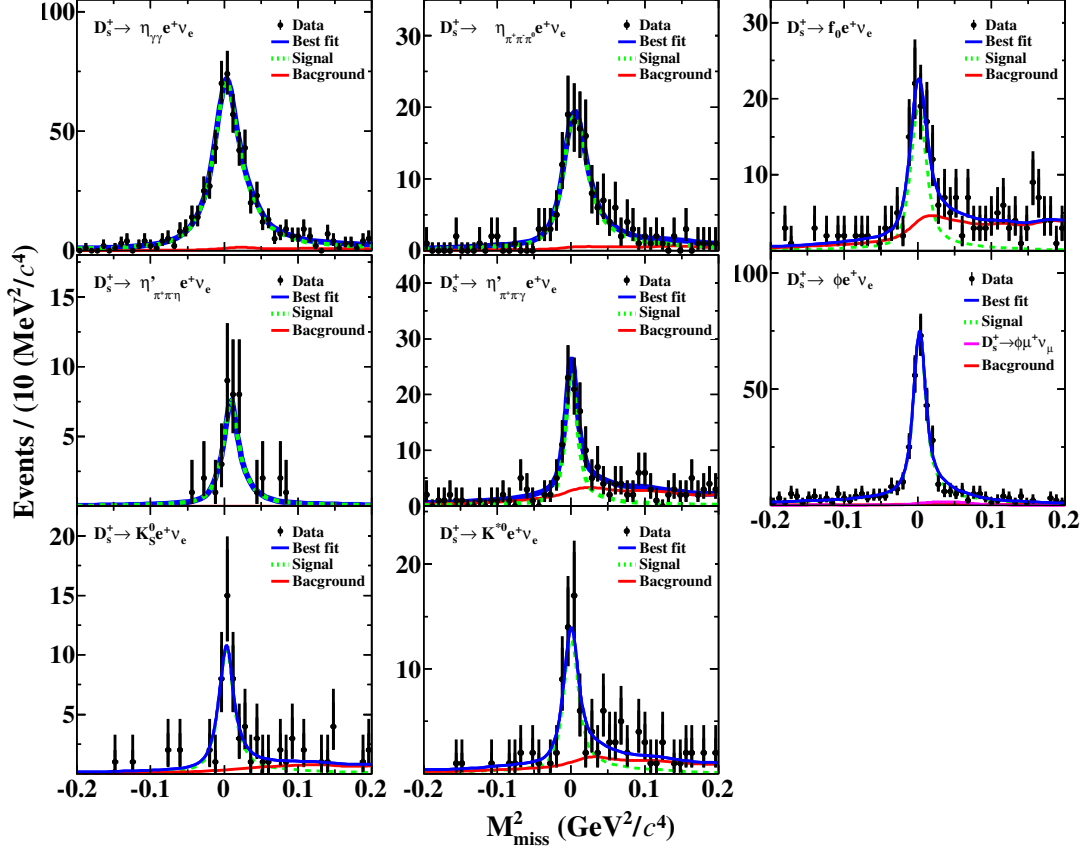 D_s^+→ η_γγ e^+ν_e
Data
Best fit
Signal
Bacground
0
50
100
D_s^+→ η_π^+π^-π^0 e^+ν_e
Data
Best fit
Signal
Bacground
0
10
20
30
D_s^+→ f_0 e^+ν_e
Data
Best fit
Signal
Bacground
0
10
20
30
D_s^+→ η’_π^+π^-η e^+ν_e
Data
Best fit
Signal
Bacground
5
10
15
D_s^+→ η’_π^+π^-γ e^+ν_e
Data
Best fit
Signal
Bacground
0
10
20
30
40
D_s^+→ ϕe^+ν_e
Data
Best fit
Signal
D_s^+→ϕμ^+ν_μ
Bacground
50
100
-0.2 -0.1 0 0.1 0.2
D_s^+→ K_S^0 e^+ν_e
Data
Best fit
Signal
Bacground
5
10
15
20
-0.2 -0.1 0 0.1 0.2
D_s^+→ K^*0 e^+ν_e
Data
Best fit
Signal
Bacground
10
20
-0.2 -0.1 0 0.1 0.2
Events / (10 (MeV^2/c^4)
M_miss^2 (GeV^2/c^4)